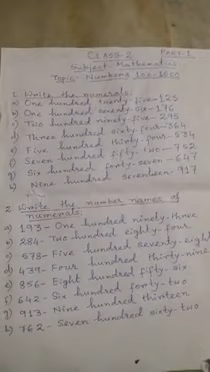 CLASS-2 PART-1
Subject Mathematics
Topic- Numbers 100-1000
1. Write the numerals.
a) One hundred twenty five-125
b) One hundred seventy-six-176
c) Two hundred ninety-five-295
d) Three hundred sixty four-364
e) Five hundred thirty four-534
f) Seven hundred fifty-two-752
g) Six hundred fourty-seven-647
h) Nine hundred seventeen-917
2. Write the number names of
numerals.
a) 193- One hundred ninety-three
b) 284- Two hundred eighty-four
c) 578- Five hundred seventy-eight
d) 439- Four hundred thirty-nine
e) 856- Eight hundred fifty-six
f) 642- Six hundred fourty-two
g) 913- Nine hundred thirteen
h) 762- Seven hundred sixty-two